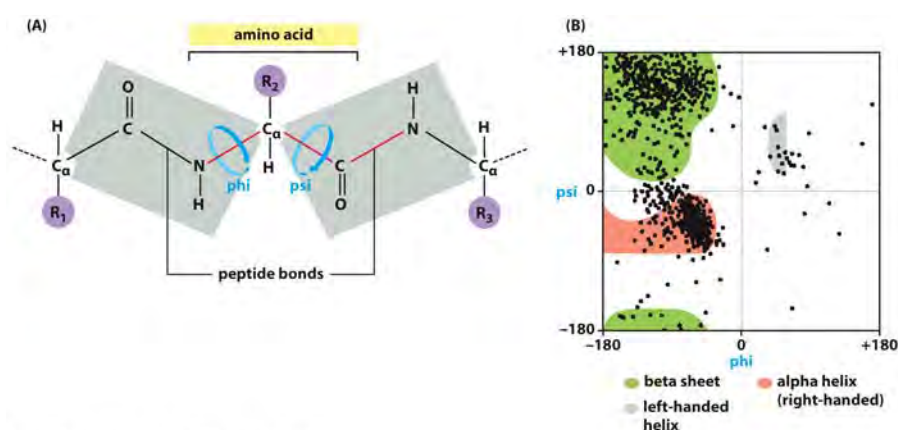 (A)
amino acid
R2
H
O
H
Cα
C
N
H
phi
Cα
H
psi
C
O
N
H
Cα
R1
R3
peptide bonds
(B)
+180
psi
0
−180
−180
0
+180
phi
beta sheet
left-handed
helix
alpha helix
(right-handed)